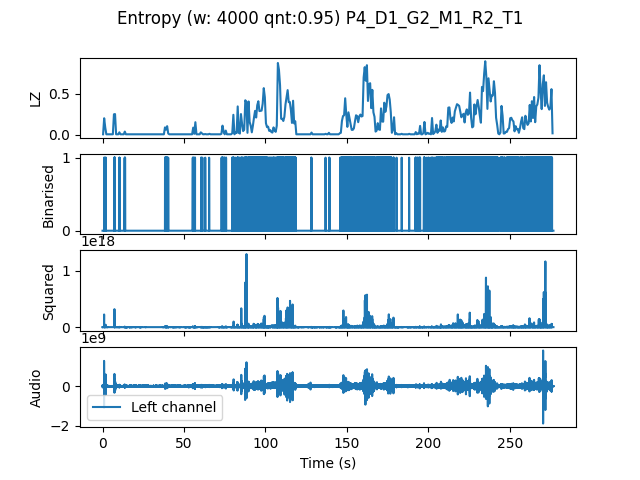 Entropy (w: 4000 qnt:0.95) P4_D1_G2_M1_R2_T1
LZ
0.5
0.0
Binarised
1
0
1e18
Squared
1
0
1e9
Audio
0
−2
Left channel
0 50 100 150 200 250
Time (s)